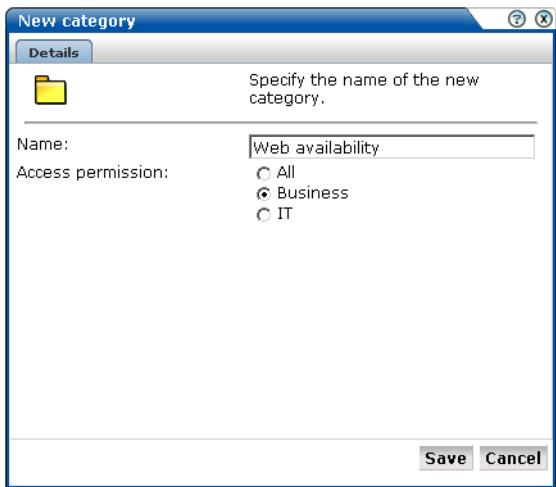 New category
Details
Specify the name of the new
category.
Name:
Web availability
Access permission:
All
Business
IT
Save Cancel